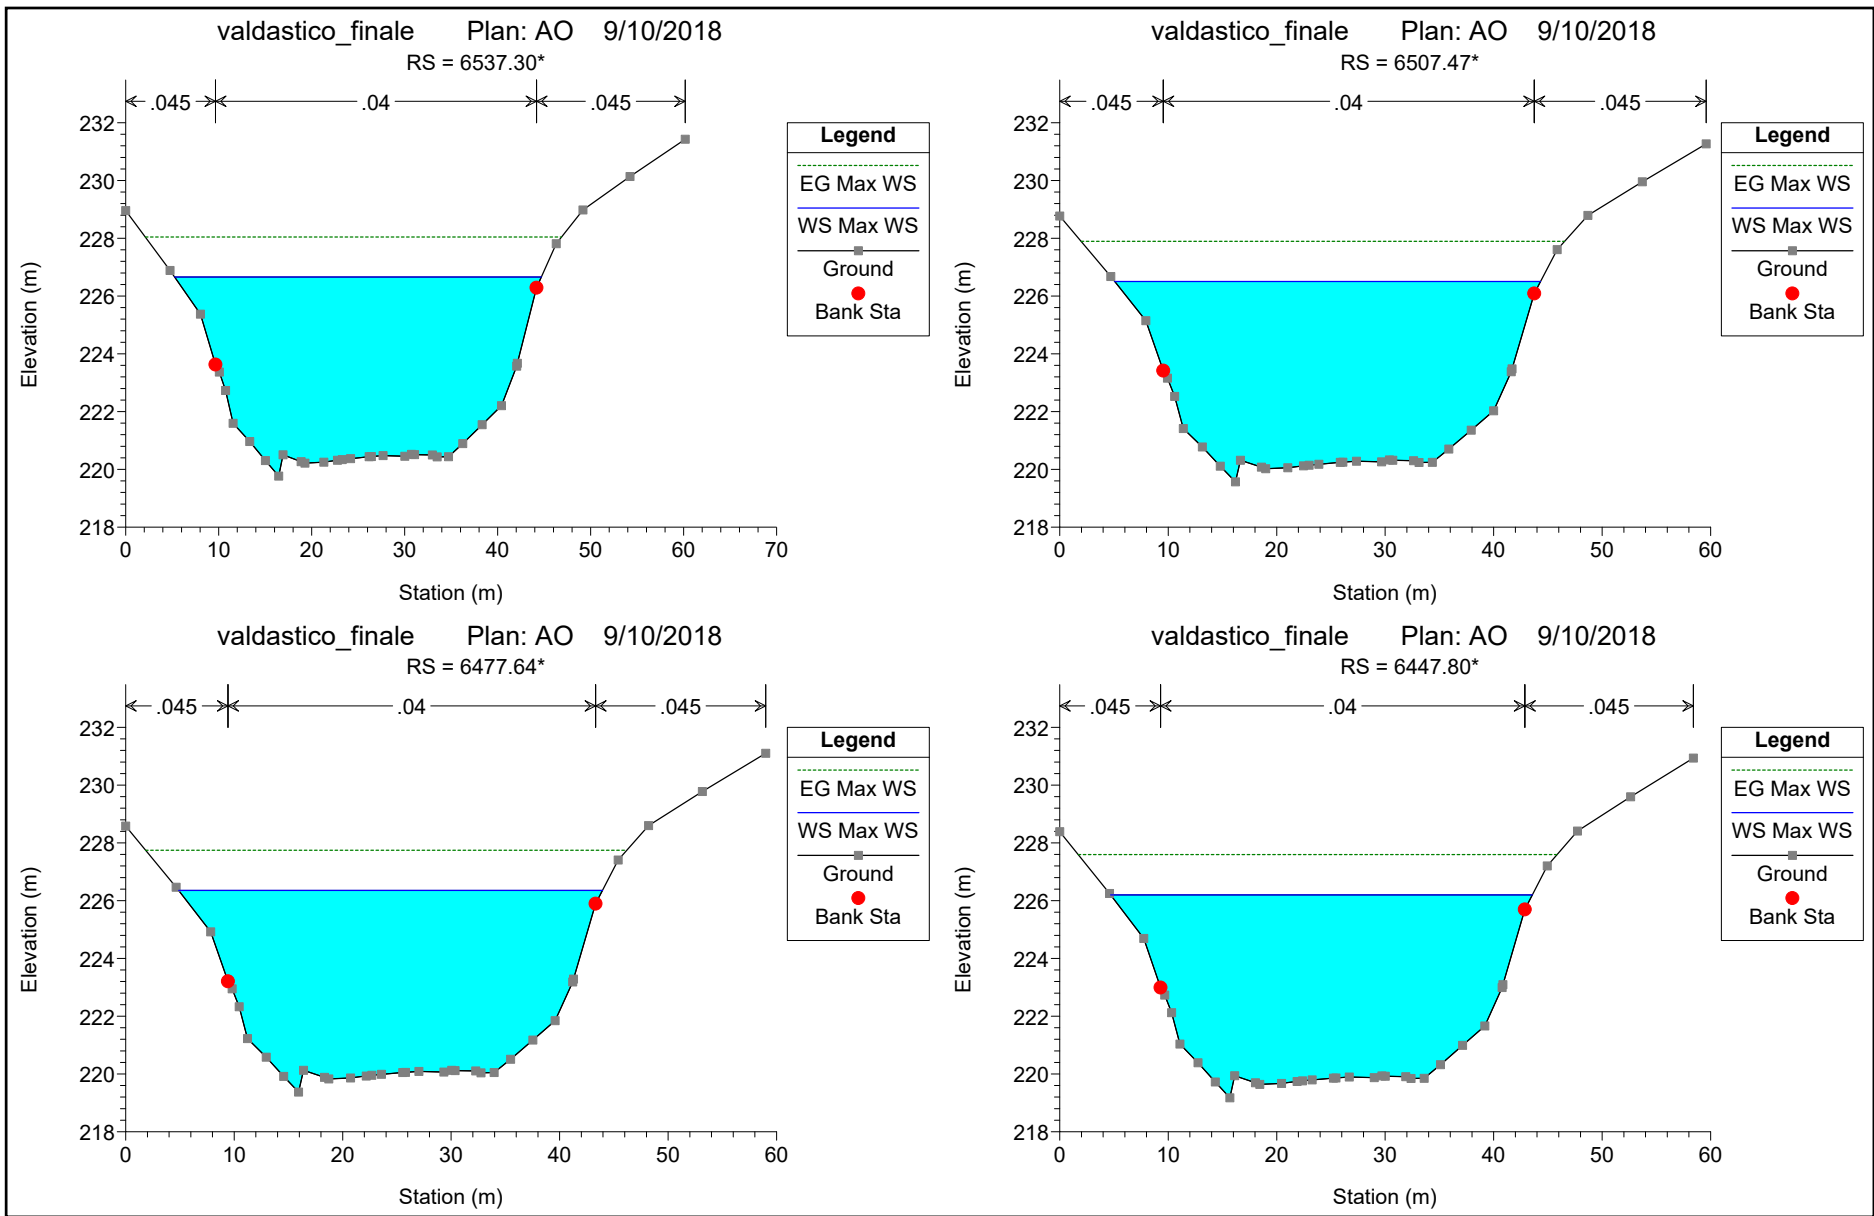 valdastico_finale Plan: AO 9/10/2018
RS = 6537.30*
.045 .04 .045
232
230
228
226
224
222
220
218
Elevation (m)
0 10 20 30 40 50 60 70
Station (m)
Legend
EG Max WS
WS Max WS
Ground
Bank Sta
valdastico_finale Plan: AO 9/10/2018
RS = 6507.47*
.045 .04 .045
232
230
228
226
224
222
220
218
Elevation (m)
0 10 20 30 40 50 60
Station (m)
Legend
EG Max WS
WS Max WS
Ground
Bank Sta
valdastico_finale Plan: AO 9/10/2018
RS = 6477.64*
.045 .04 .045
232
230
228
226
224
222
220
218
Elevation (m)
0 10 20 30 40 50 60
Station (m)
Legend
EG Max WS
WS Max WS
Ground
Bank Sta
valdastico_finale Plan: AO 9/10/2018
RS = 6447.80*
.045 .04 .045
232
230
228
226
224
222
220
218
Elevation (m)
0 10 20 30 40 50 60
Station (m)
Legend
EG Max WS
WS Max WS
Ground
Bank Sta